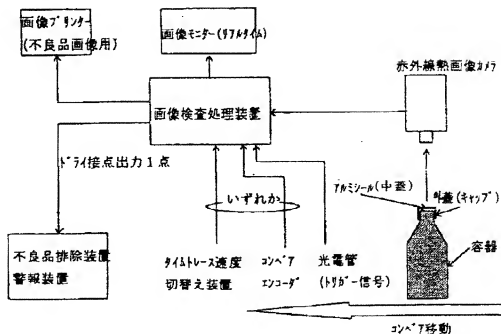 画像プリンター
(不良品画像用)
画像モニター(リアルタイム)
赤外線熱画像カメラ
画像検査処理装置
ドライ接点出力1点
アルミシール(中蓋)
外蓋(キャップ)
いずれか
容器
不良品排除装置
警報装置
タイムトレース速度
切替え装置
コンベア
エンコーダ
光電管
(トリガー信号)
コンベア移動